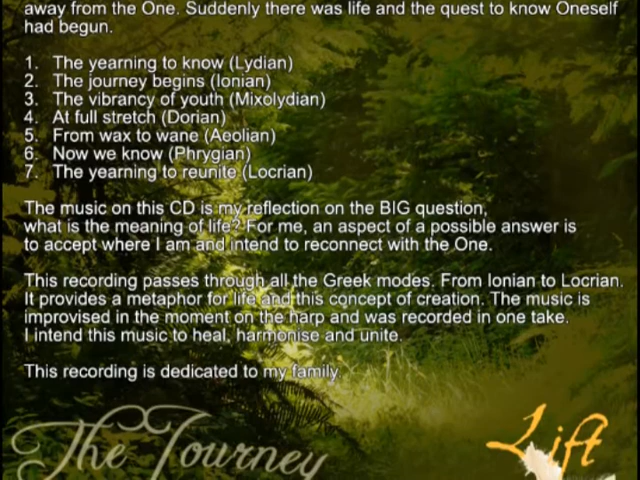 away from the One. Suddenly there was life and the quest to know Oneself
had begun.
1. The yearning to know (Lydian)
2. The journey begins (Ionian)
3. The vibrancy of youth (Mixolydian)
4. At full stretch (Dorian)
5. From wax to wane (Aeolian)
6. Now we know (Phrygian)
7. The yearning to reunite (Locrian)
The music on this CD is my reflection on the BIG question,
what is the meaning of life? For me, an aspect of a possible answer is
to accept where I am and intend to reconnect with the One.
This recording passes through all the Greek modes. From Ionian to Locrian.
It provides a metaphor for life and this concept of creation. The music is
improvised in the moment on the harp and was recorded in one take.
I intend this music to heal, harmonise and unite.
This recording is dedicated to my family.
The Journey
Lift